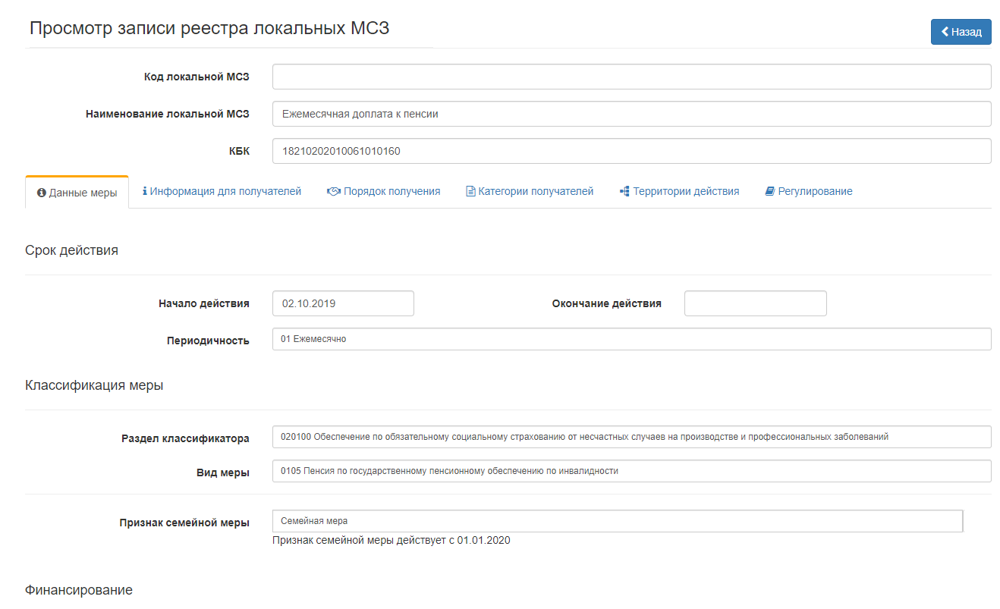 Просмотр записи реестра локальных МСЗ
Назад
Код локальной МСЗ
Наименование локальной МСЗ Ежемесячная доплата к пенсии
КБК 18210202010061010160
Данные меры Информация для получателей Порядок получения Категории получателей Территории действия Регулирование
Срок действия
Начало действия 02.10.2019 Окончание действия
Периодичность 01 Ежемесячно
Классификация меры
Раздел классификатора 020100 Обеспечение по обязательному социальному страхованию от несчастных случаев на производстве и профессиональных заболеваний
Вид меры 0105 Пенсия по государственному пенсионному обеспечению по инвалидности
Признак семейной меры Семейная мера
Признак семейной меры действует с 01.01.2020
Финансирование